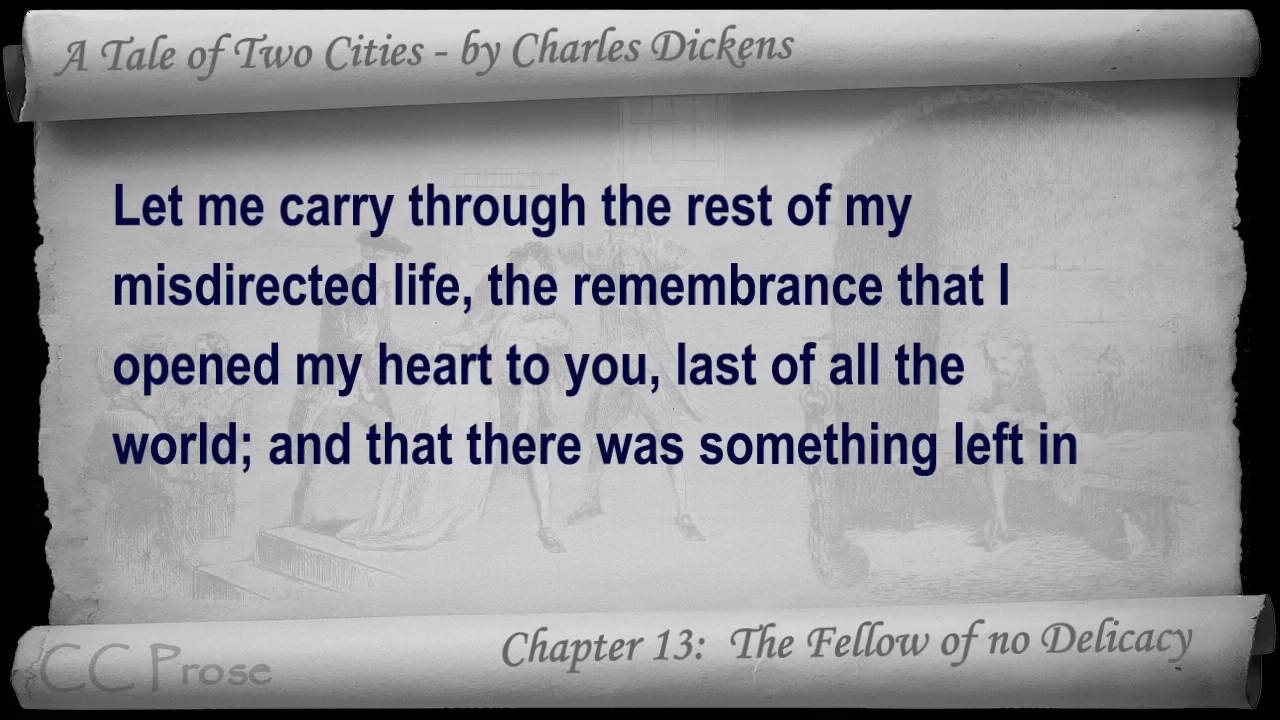 A Tale of Two Cities - by Charles Dickens
Let me carry through the rest of my
misdirected life, the remembrance that I
opened my heart to you, last of all the
world; and that there was something left in
Chapter 13: The Fellow of no Delicacy
CC Prose